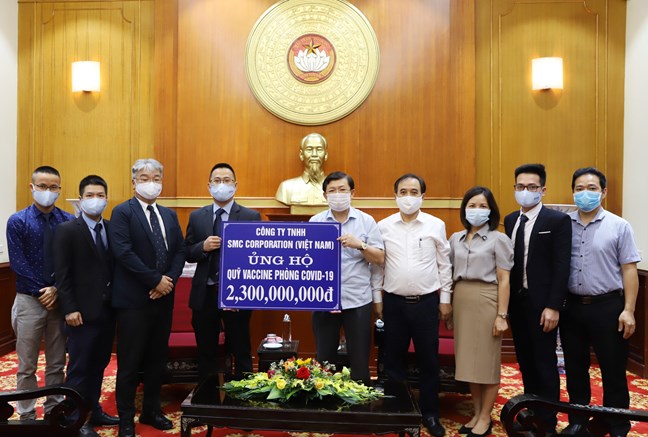 CÔNG TY TNHH
SMC CORPORATION (VIỆT NAM)
ỦNG HỘ
QUỸ VACCINE PHÒNG COVID-19
2,300,000,000đ